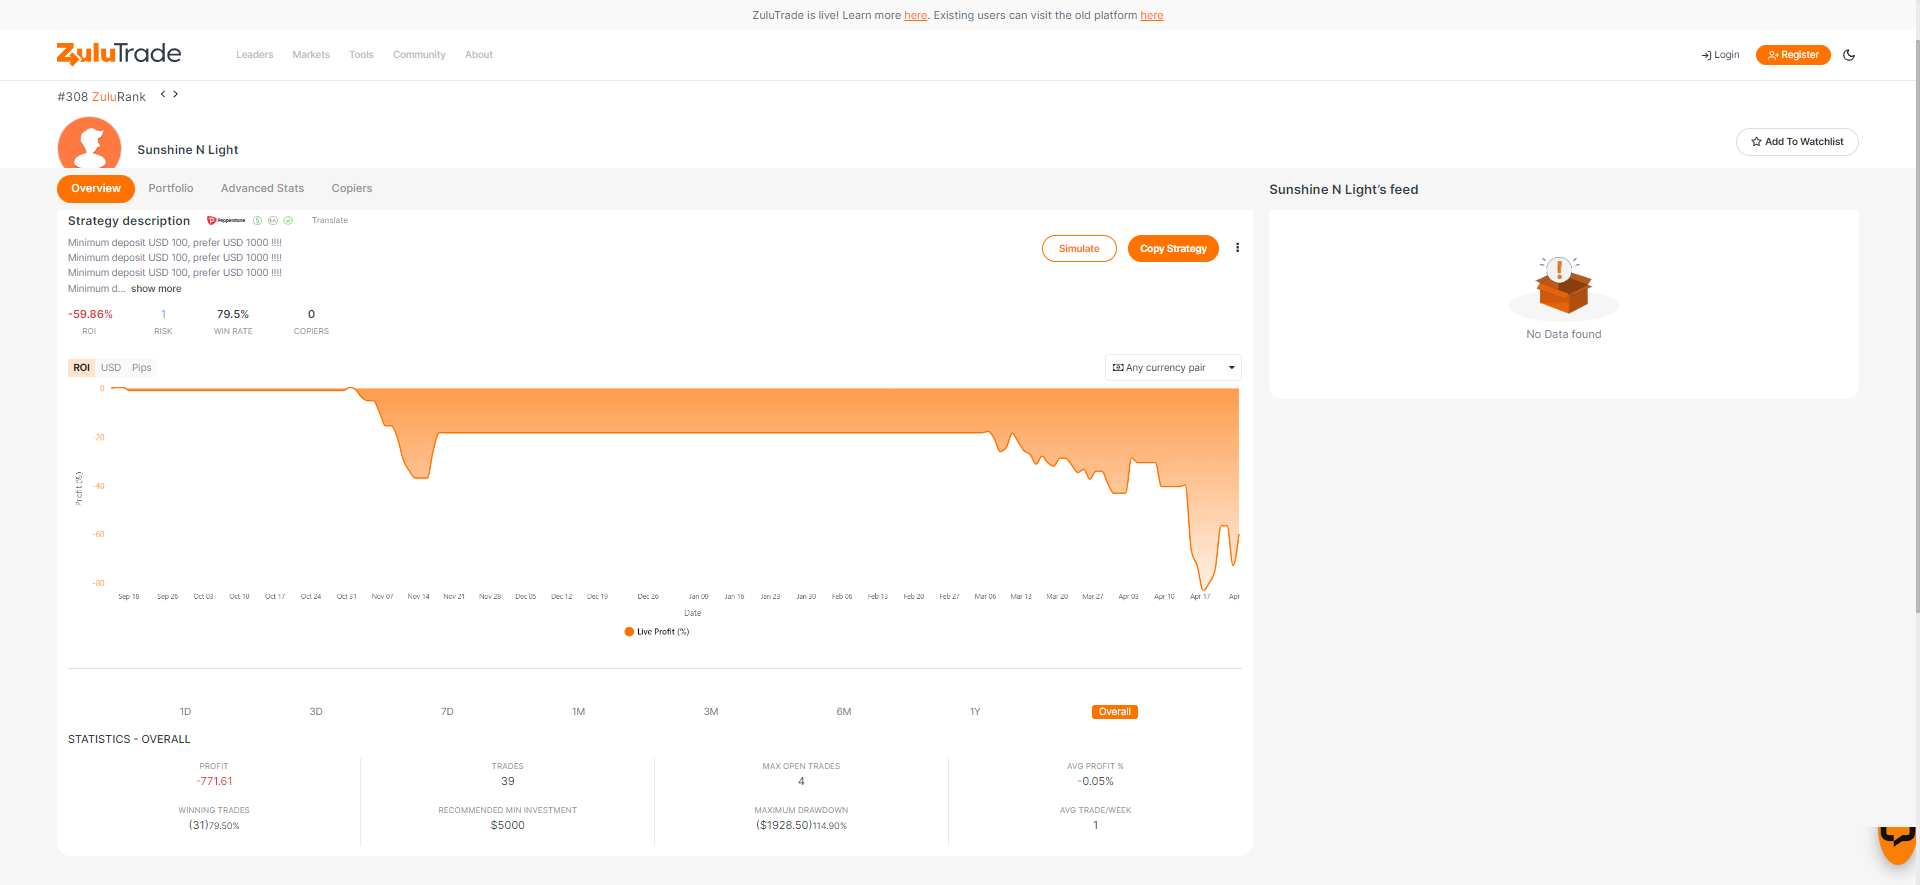 ZuluTrade is live! Learn more here. Existing users can visit the old platform here
ZuluTrade
Leaders Markets Tools Community About
Login Register
#308 ZuluRank
Sunshine N Light
Add To Watchlist
Overview Portfolio Advanced Stats Copiers
Sunshine N Light's feed
Strategy description Pepperstone Translate
Minimum deposit USD 100, prefer USD 1000 !!!!
Minimum deposit USD 100, prefer USD 1000 !!!!
Minimum deposit USD 100, prefer USD 1000 !!!!
Minimum d... show more
Simulate Copy Strategy
-59.86% 1 79.5% 0
ROI RISK WIN RATE COPIERS
No Data found
ROI USD Pips
Any currency pair
0
-20
-40
-60
-80
Profit (%)
Sep 18 Sep 26 Oct 03 Oct 10 Oct 17 Oct 24 Oct 31 Nov 07 Nov 14 Nov 21 Nov 28 Dec 05 Dec 12 Dec 19 Dec 26 Jan 09 Jan 16 Jan 23 Jan 30 Feb 06 Feb 13 Feb 20 Feb 27 Mar 06 Mar 13 Mar 20 Mar 27 Apr 03 Apr 10 Apr 17 Apr
Date
Live Profit (%)
1D 3D 7D 1M 3M 6M 1Y Overall
STATISTICS - OVERALL
PROFIT TRADES MAX OPEN TRADES AVG PROFIT %
-771.61 39 4 -0.05%
WINNING TRADES RECOMMENDED MIN INVESTMENT MAXIMUM DRAWDOWN AVG TRADE/WEEK
(31)79.50% $5000 ($1928.50)114.90% 1